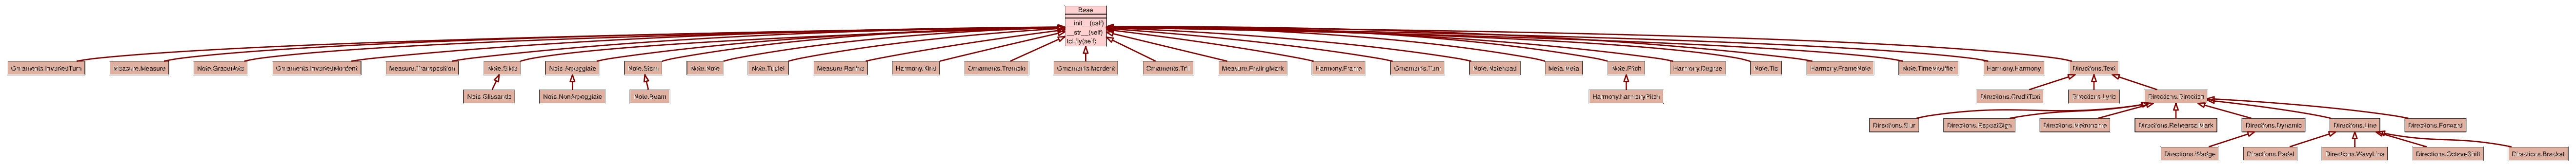 Base
__init__(self)
__str__(self)
toLily(self)
Ornaments.InvertedTurn
Measure.Measure
Note.GraceNote
Ornaments.InvertedMordent
Measure.Transposition
Note.Slide
Note.Arpeggiate
Note.Stem
Note.Note
Note.Tuplet
Measure.Barline
Harmony.Kind
Ornaments.Tremolo
Ornaments.Mordent
Ornaments.Trill
Measure.EndingMark
Harmony.Frame
Ornaments.Turn
Note.Notehead
Meta.Meta
Note.Pitch
Harmony.Degree
Note.Tie
Harmony.FrameNote
Note.TimeModifier
Harmony.Harmony
Directions.Text
Note.Glissando
Note.NonArpeggiate
Note.Beam
Harmony.HarmonyPitch
Directions.CreditText
Directions.Lyric
Directions.Direction
Directions.Slur
Directions.RepeatSign
Directions.Metronome
Directions.RehearsalMark
Directions.Dynamic
Directions.Line
Directions.Forward
Directions.Wedge
Directions.Pedal
Directions.WavyLine
Directions.OctaveShift
Directions.Bracket